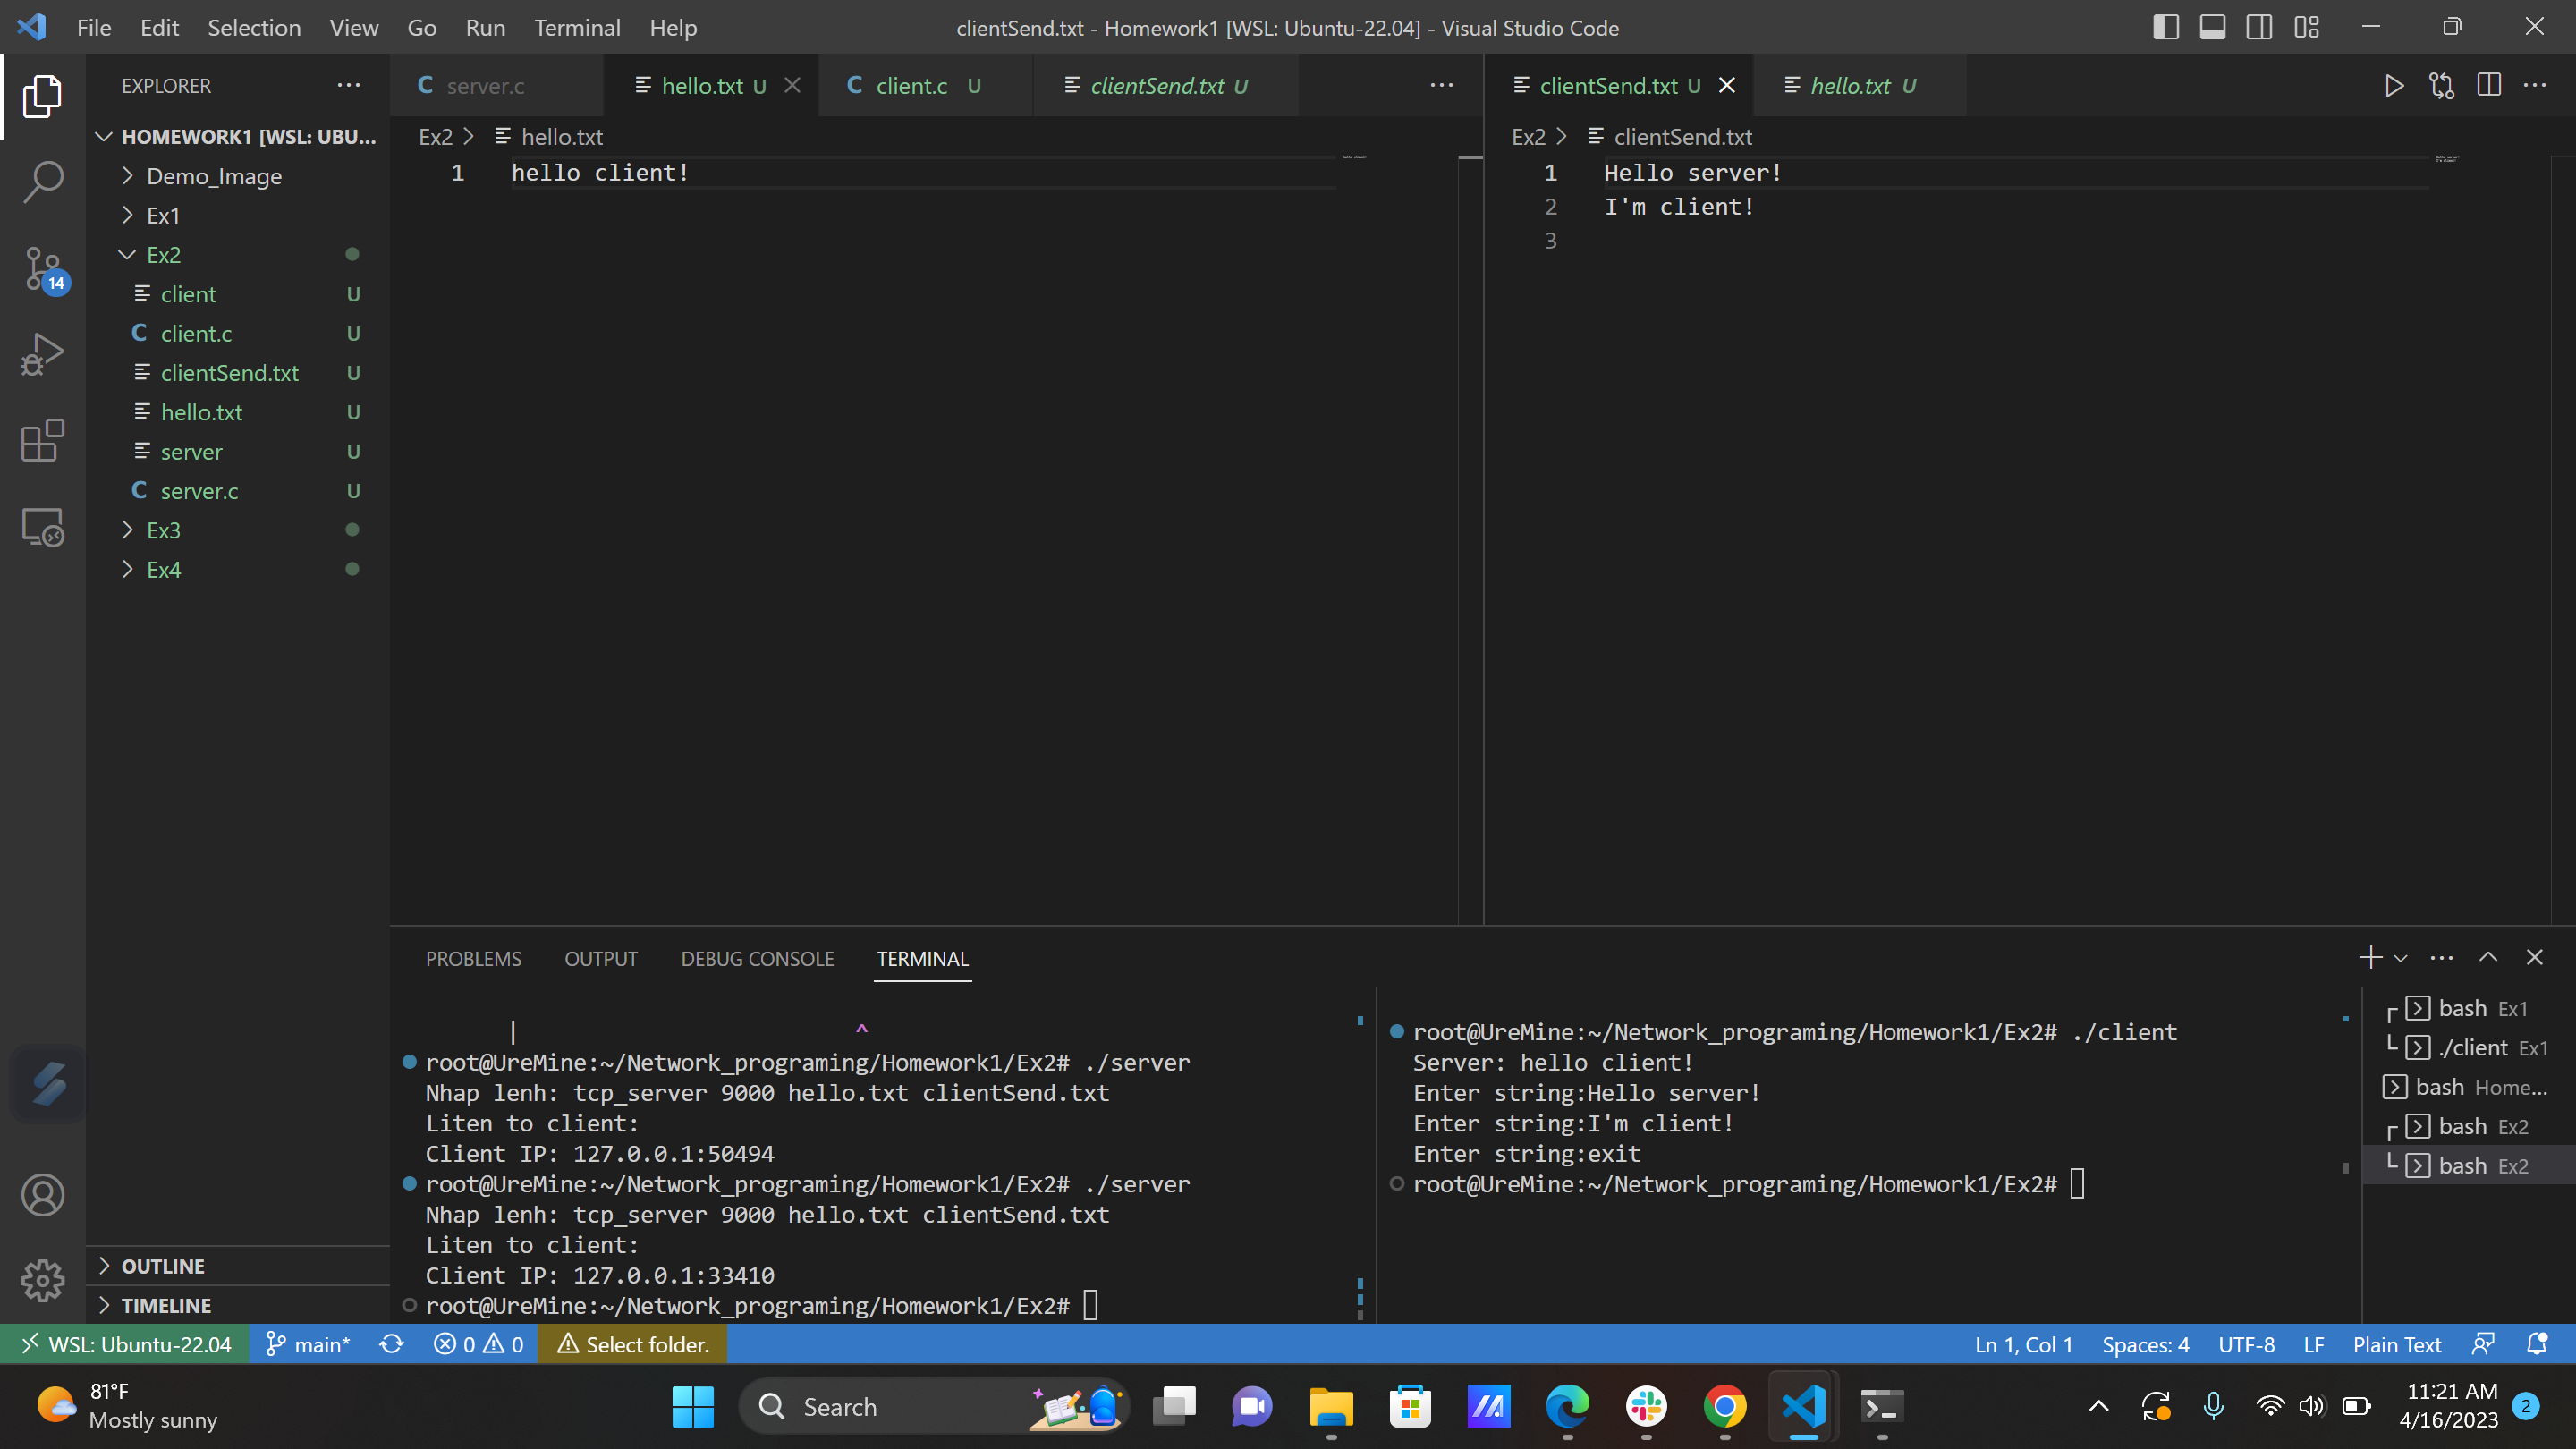 File Edit Selection View Go Run Terminal Help
clientSend.txt - Homework1 [WSL: Ubuntu-22.04] - Visual Studio Code
EXPLORER
HOMEWORK1 [WSL: UBU...
Demo_Image
Ex1
Ex2
client U
client.c U
clientSend.txt U
hello.txt U
server U
server.c U
Ex3
Ex4
OUTLINE
TIMELINE
14
server.c hello.txt U client.c U clientSend.txt U
Ex2 > hello.txt
1 hello client!
clientSend.txt U hello.txt U
Ex2 > clientSend.txt
1 Hello server!
2 I'm client!
3
PROBLEMS OUTPUT DEBUG CONSOLE TERMINAL
| ^
root@UreMine:~/Network_programing/Homework1/Ex2# ./server
Nhap lenh: tcp_server 9000 hello.txt clientSend.txt
Liten to client:
Client IP: 127.0.0.1:50494
root@UreMine:~/Network_programing/Homework1/Ex2# ./server
Nhap lenh: tcp_server 9000 hello.txt clientSend.txt
Liten to client:
Client IP: 127.0.0.1:33410
root@UreMine:~/Network_programing/Homework1/Ex2#
root@UreMine:~/Network_programing/Homework1/Ex2# ./client
Server: hello client!
Enter string:Hello server!
Enter string:I'm client!
Enter string:exit
root@UreMine:~/Network_programing/Homework1/Ex2#
bash Ex1
./client Ex1
bash Home...
bash Ex2
bash Ex2
WSL: Ubuntu-22.04 main* 0 0 Select folder.
Ln 1, Col 1 Spaces: 4 UTF-8 LF Plain Text
81°F
Mostly sunny
Search
11:21 AM
4/16/2023
2